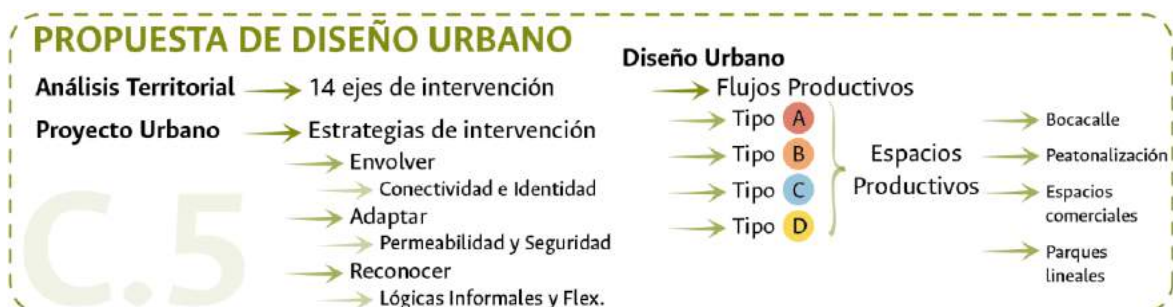 PROPUESTA DE DISEÑO URBANO
Análisis Territorial → 14 ejes de intervención
Proyecto Urbano → Estrategias de intervención
→ Envolver
→ Conectividad e Identidad
→ Adaptar
→ Permeabilidad y Seguridad
→ Reconocer
→ Lógicas Informales y Flex.
C.5
Diseño Urbano
→ Flujos Productivos
→ Tipo A
→ Tipo B
→ Tipo C
→ Tipo D
Espacios
Productivos
→ Bocacalle
→ Peatonalización
→ Espacios
comerciales
→ Parques
lineales